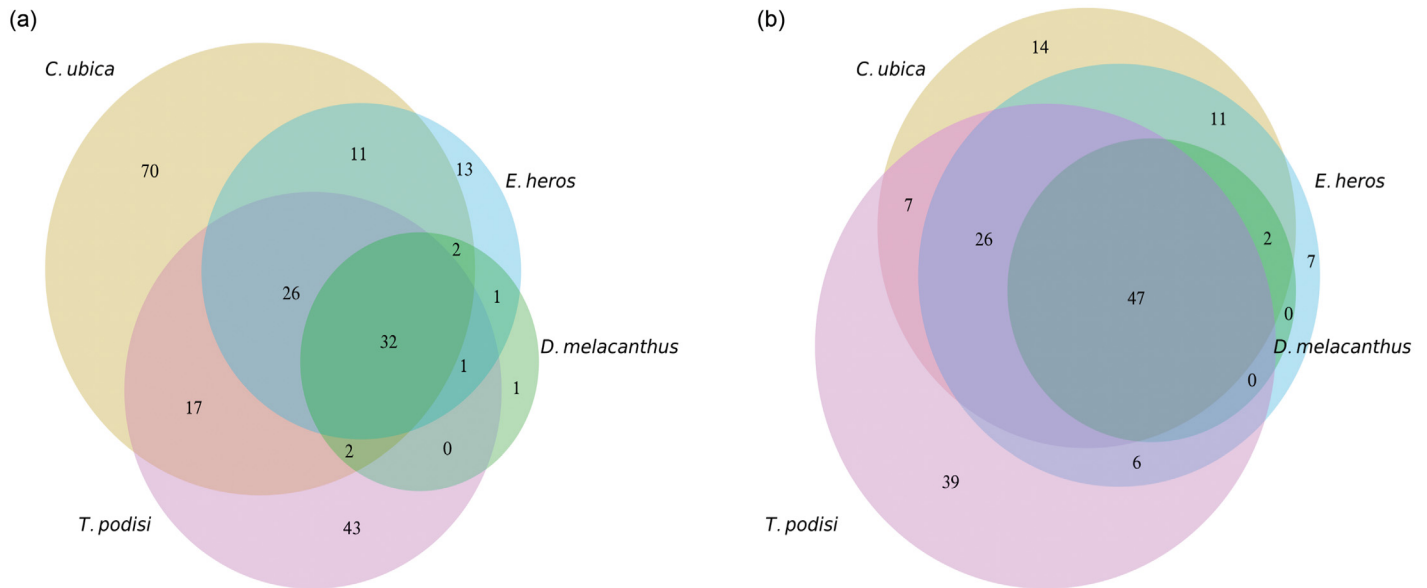 (a)
C. ubica
E. heros
D. melacanthus
T. podisi
70
11
13
2
1
26
32
1
1
17
2
0
43
(b)
C. ubica
E. heros
D. melacanthus
T. podisi
14
11
7
2
26
7
47
0
0
6
39